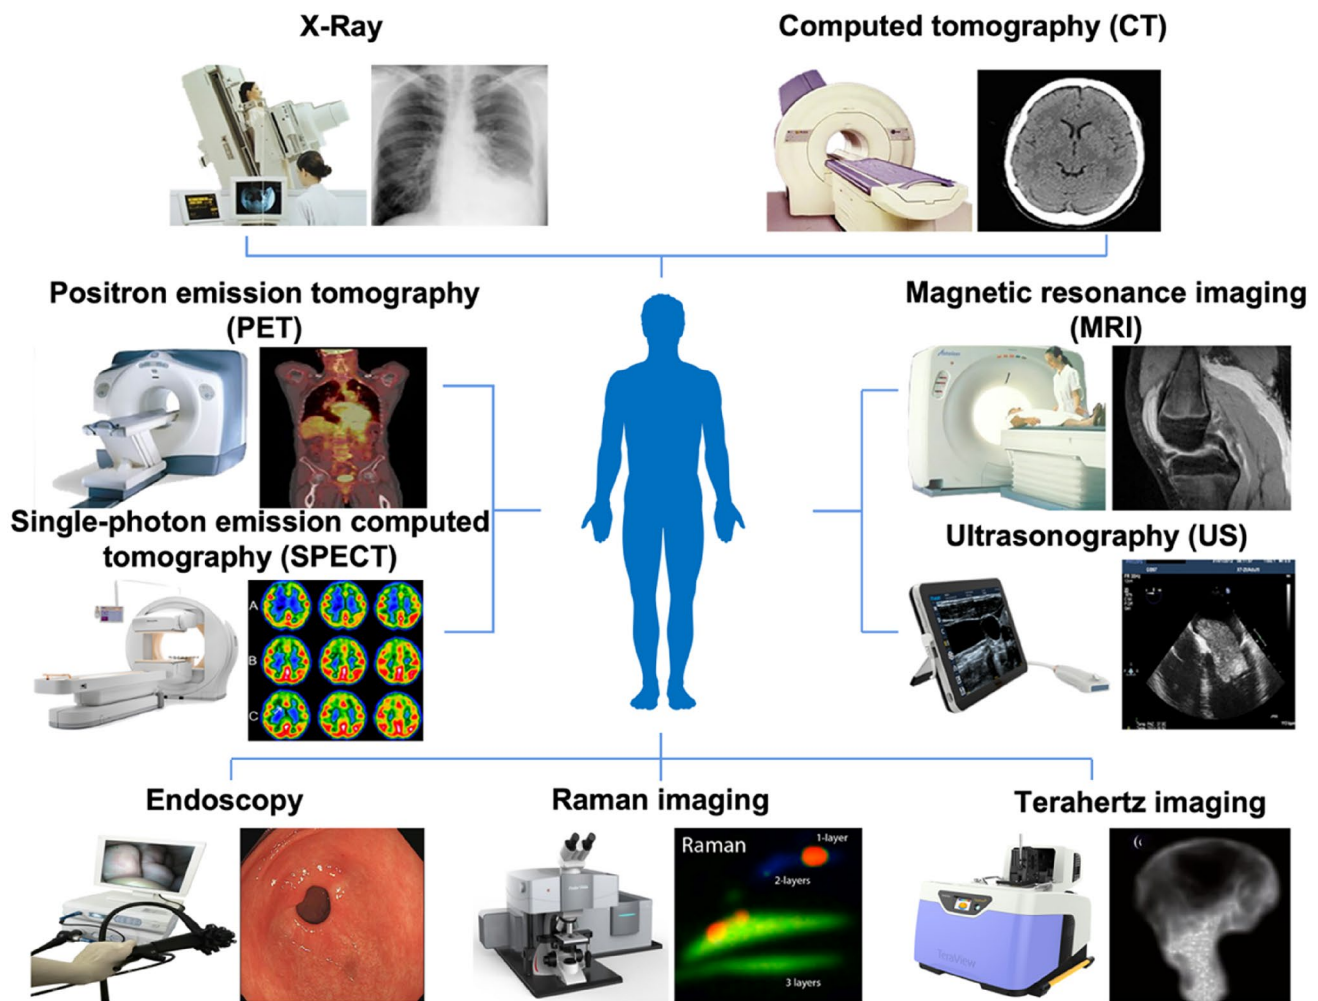 X-Ray
Computed tomography (CT)
Positron emission tomography
(PET)
Magnetic resonance imaging
(MRI)
Single-photon emission computed
tomography (SPECT)
A
B
C
Ultrasonography (US)
Endoscopy
Raman imaging
Raman
1-layer
2-layers
3 layers
Terahertz imaging
TeraView